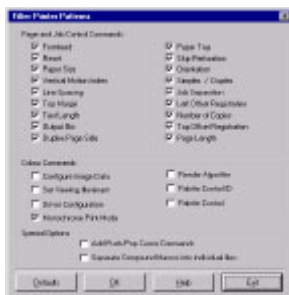 Filter Printer Patterns
Page and Job Control Commands
Formfeed
Reset
Paper Size
Vertical Motion Index
Line Spacing
Top Margin
Text Length
Output Bin
Duplex Page Side
Paper Tray
Skip Perforation
Orientation
Simplex / Duplex
Job Separation
Left Offset Registration
Number of Copies
Top Offset Registration
Page Length
Colour Commands
Configure Image Data
Set Viewing Illuminant
Driver Configuration
Monochrome Print Mode
Render Algorithm
Palette Control ID
Palette Control
Special Options
Add Push/Pop Cursor Commands
Separate Compound Macros into individual files
Defaults
OK
Help
Exit